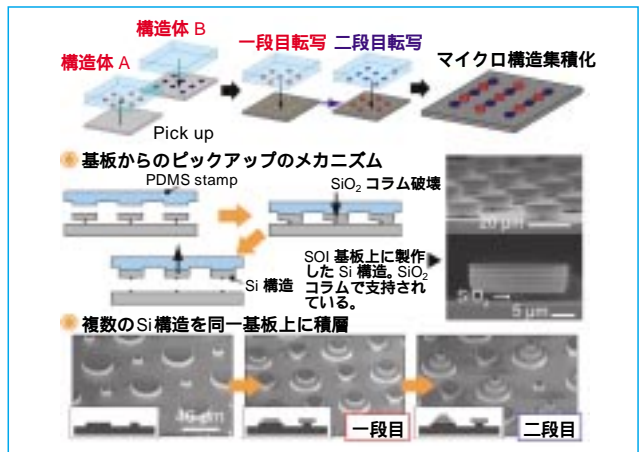 構造体 B
構造体 A
一段目転写
二段目転写
マイクロ構造集積化
Pick up
基板からのピックアップのメカニズム
PDMS stamp
SiO2 コラム破壊
Si 構造
SOI 基板上に製作
した Si 構造。SiO2
コラムで支持され
ている。
20 μm
SiO2
5 μm
複数のSi構造を同一基板上に積層
一段目
二段目